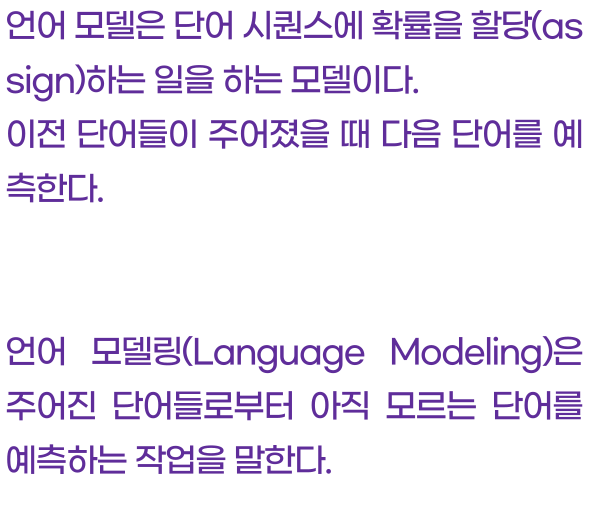 언어 모델은 단어 시퀀스에 확률을 할당(as
sign)하는 일을 하는 모델이다.
이전 단어들이 주어졌을 때 다음 단어를 예
측한다.
언어 모델링(Language Modeling)은
주어진 단어들로부터 아직 모르는 단어를
예측하는 작업을 말한다.